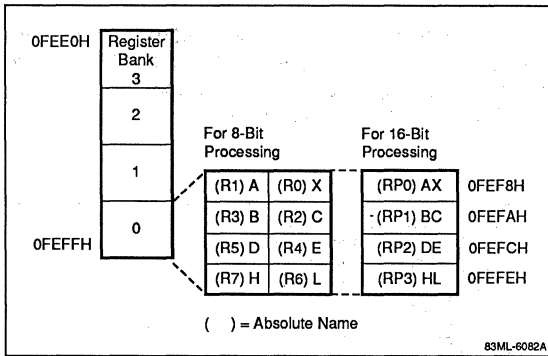 0FEE0H
Register
Bank
3
2
1
0
0FEFFH
For 8-Bit
Processing
For 16-Bit
Processing
(R1) A (R0) X (RP0) AX 0FEF8H
(R3) B (R2) C (RP1) BC 0FEFAH
(R5) D (R4) E (RP2) DE 0FEFCH
(R7) H (R6) L (RP3) HL 0FEFEH
( ) = Absolute Name
83ML-6082A